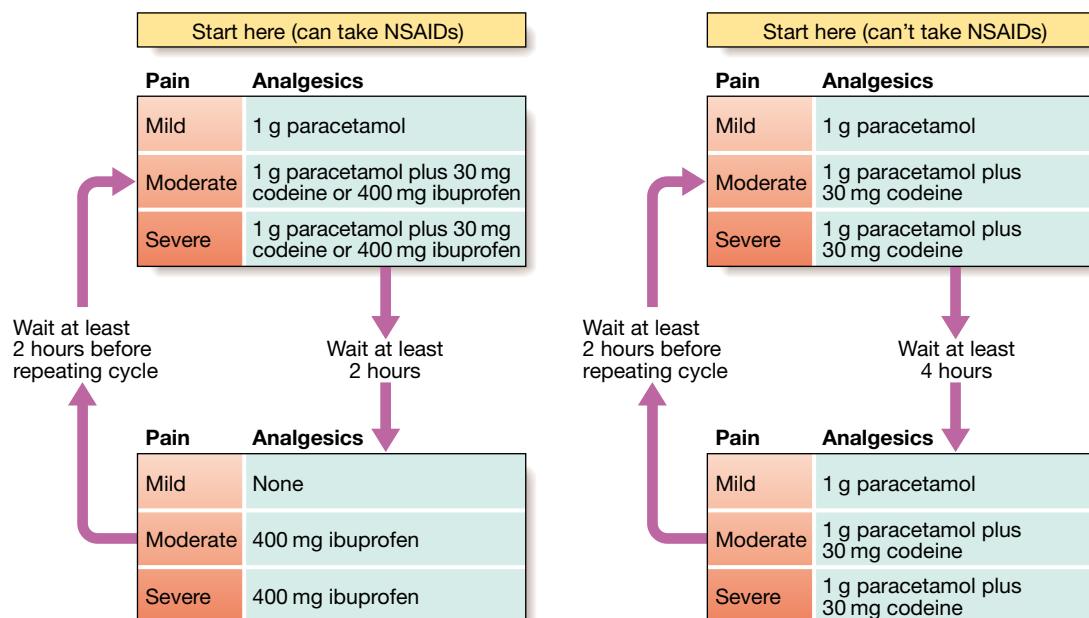 Start here (can take NSAIDs)
Pain Analgesics
Mild 1 g paracetamol
Moderate 1 g paracetamol plus 30 mg
codeine or 400 mg ibuprofen
Severe 1 g paracetamol plus 30 mg
codeine or 400 mg ibuprofen
Wait at least
2 hours before
repeating cycle
Wait at least
2 hours
Pain Analgesics
Mild None
Moderate 400 mg ibuprofen
Severe 400 mg ibuprofen
Start here (can't take NSAIDs)
Pain Analgesics
Mild 1 g paracetamol
Moderate 1 g paracetamol plus
30 mg codeine
Severe 1 g paracetamol plus
30 mg codeine
Wait at least
2 hours before
repeating cycle
Wait at least
4 hours
Pain Analgesics
Mild 1 g paracetamol
Moderate 1 g paracetamol plus
30 mg codeine
Severe 1 g paracetamol plus
30 mg codeine